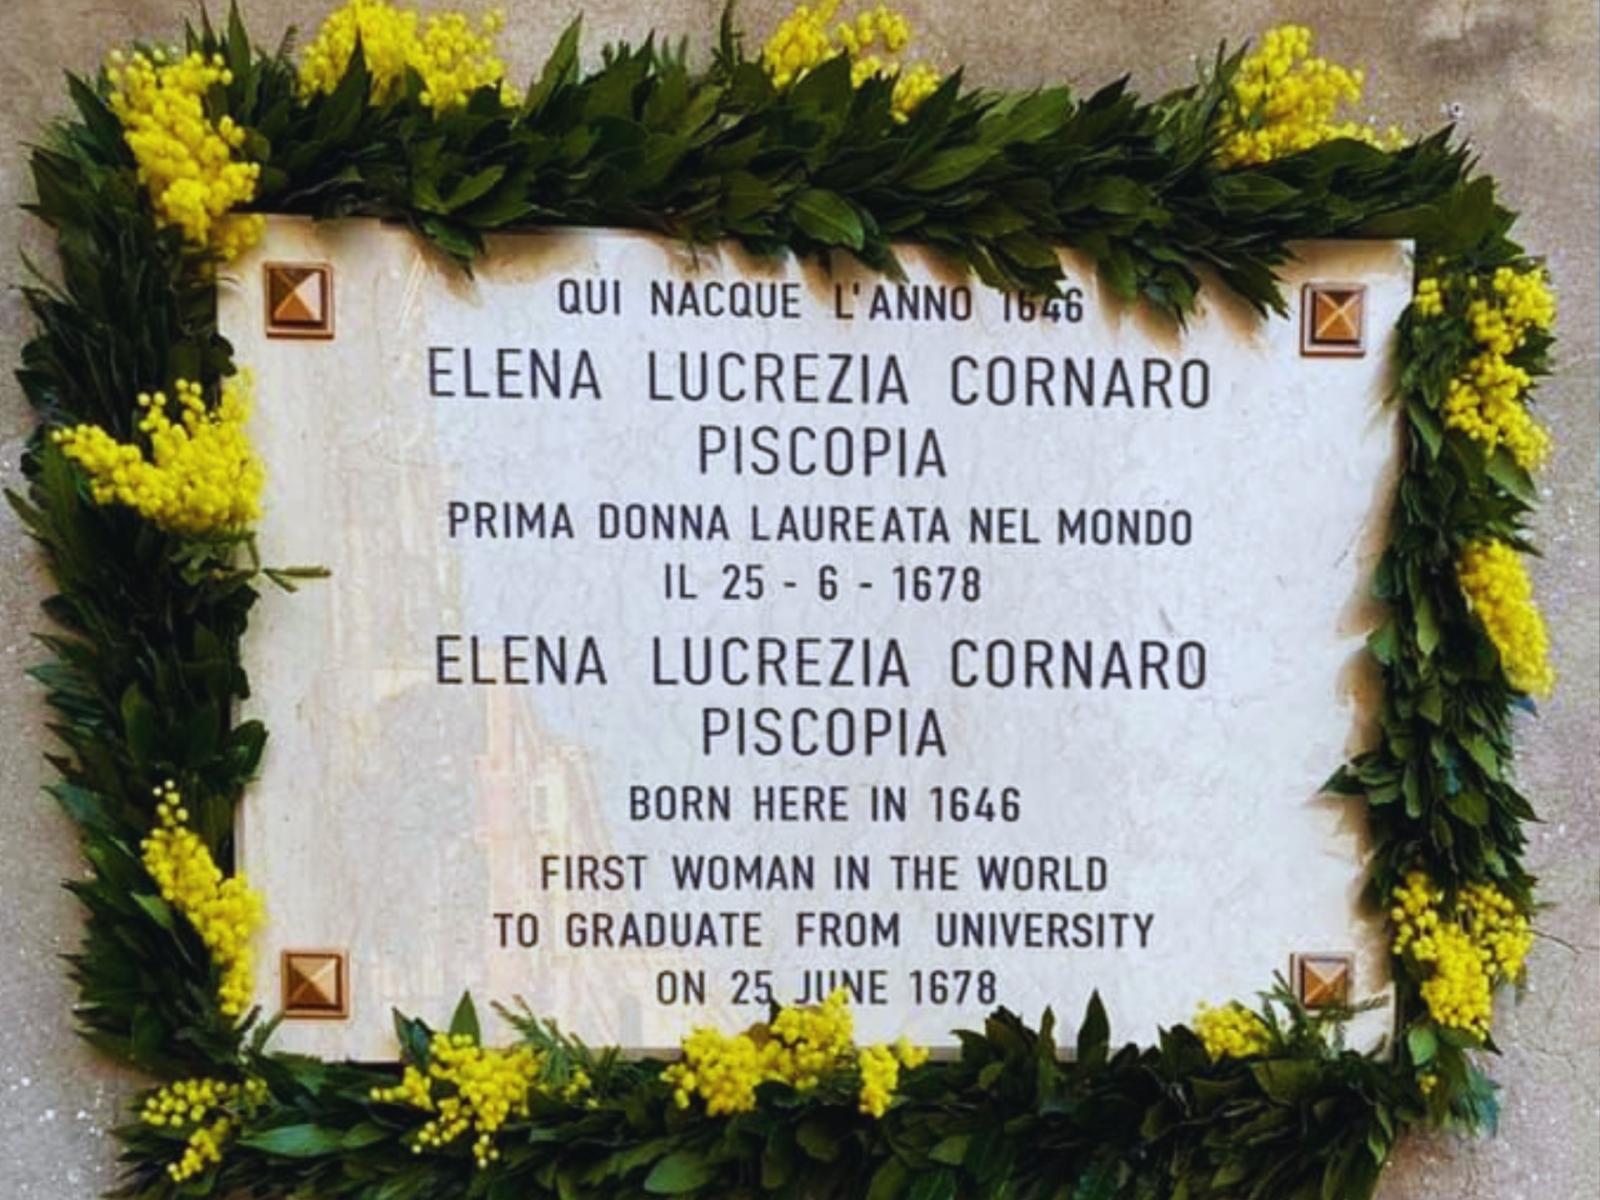 QUI NACQUE L'ANNO 1646
ELENA LUCREZIA CORNARO
PISCOPIA
PRIMA DONNA LAUREATA NEL MONDO
IL 25 - 6 - 1678
ELENA LUCREZIA CORNARO
PISCOPIA
BORN HERE IN 1646
FIRST WOMAN IN THE WORLD
TO GRADUATE FROM UNIVERSITY
ON 25 JUNE 1678